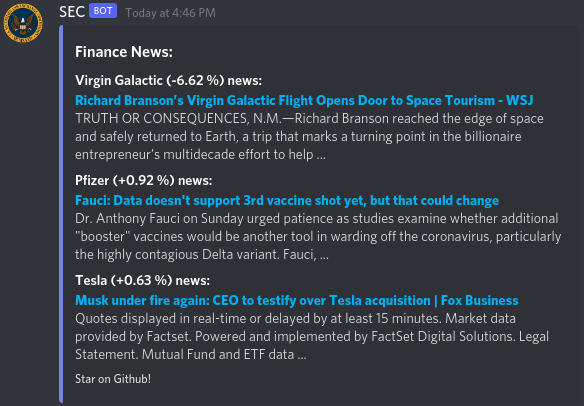 SEC BOT Today at 4:46 PM
Finance News:
Virgin Galactic (-6.62 %) news:
Richard Branson’s Virgin Galactic Flight Opens Door to Space Tourism - WSJ
TRUTH OR CONSEQUENCES, N.M.—Richard Branson reached the edge of space
and safely returned to Earth, a trip that marks a turning point in the billionaire
entrepreneur's multidecade effort to help ...
Pfizer (+0.92 %) news:
Fauci: Data doesn't support 3rd vaccine shot yet, but that could change
Dr. Anthony Fauci on Sunday urged patience as studies examine whether additional
"booster" vaccines would be another tool in warding off the coronavirus, particularly
the highly contagious Delta variant. Fauci, ...
Tesla (+0.63 %) news:
Musk under fire again: CEO to testify over Tesla acquisition | Fox Business
Quotes displayed in real-time or delayed by at least 15 minutes. Market data
provided by Factset. Powered and implemented by FactSet Digital Solutions. Legal
Statement. Mutual Fund and ETF data ...
Star on Github!